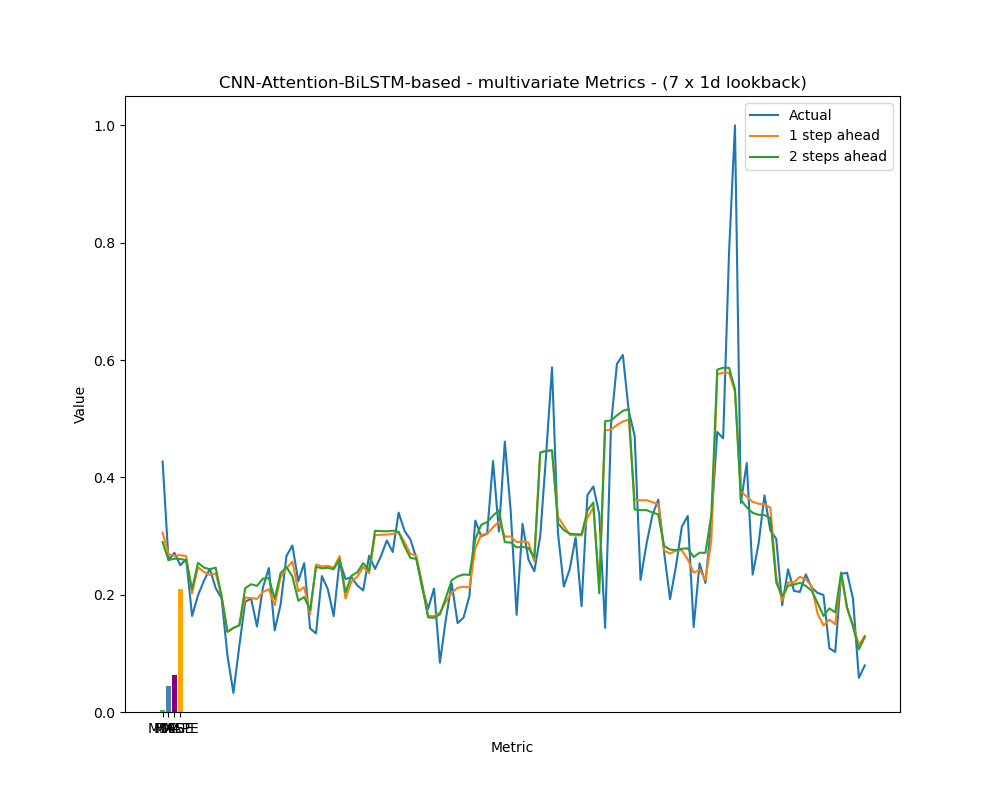 CNN-Attention-BiLSTM-based - multivariate Metrics - (7 x 1d lookback)
Actual
1 step ahead
2 steps ahead
1.0
0.8
0.6
0.4
0.2
0.0
Value
Metric